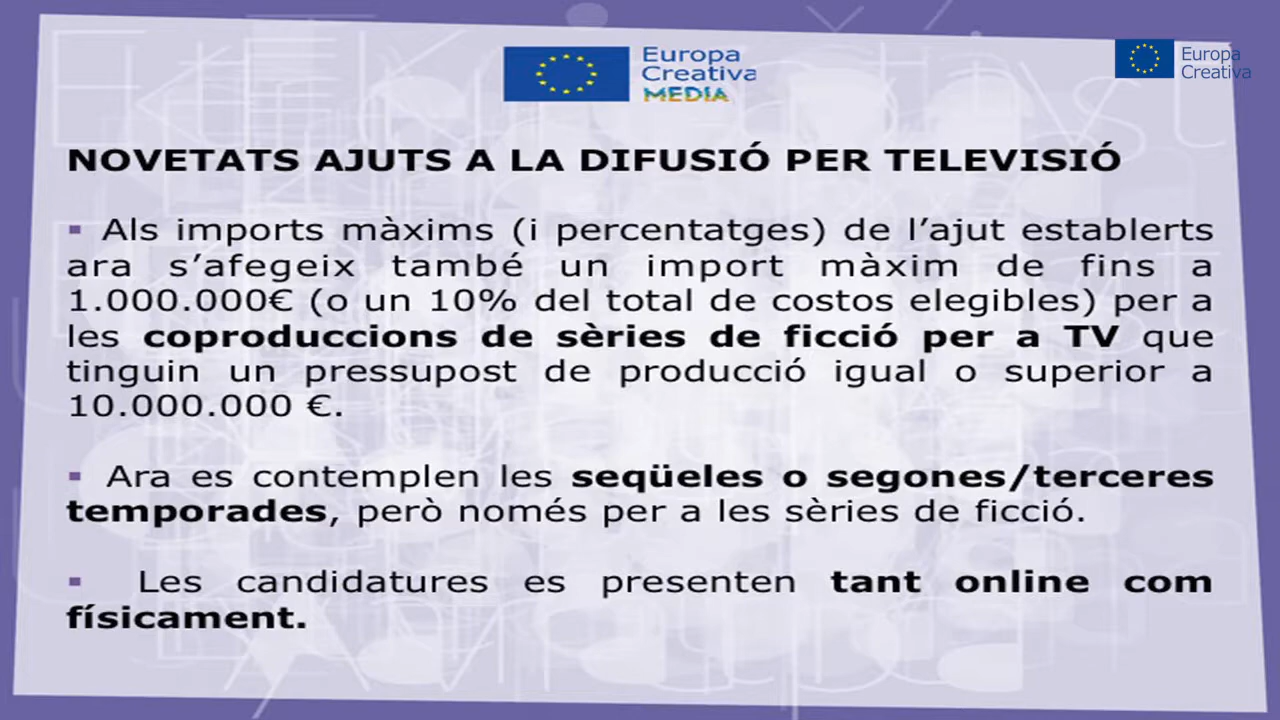 Europa
Creativa
MEDIA
Europa
Creativa
NOVETATS AJUTS A LA DIFUSIÓ PER TELEVISIÓ
▪ Als imports màxims (i percentatges) de l’ajut establerts
ara s’afegeix també un import màxim de fins a
1.000.000€ (o un 10% del total de costos elegibles) per a
les coproduccions de sèries de ficció per a TV que
tinguin un pressupost de producció igual o superior a
10.000.000 €.
▪ Ara es contemplen les seqüeles o segones/terceres
temporades, però només per a les sèries de ficció.
▪ Les candidatures es presenten tant online com
físicament.